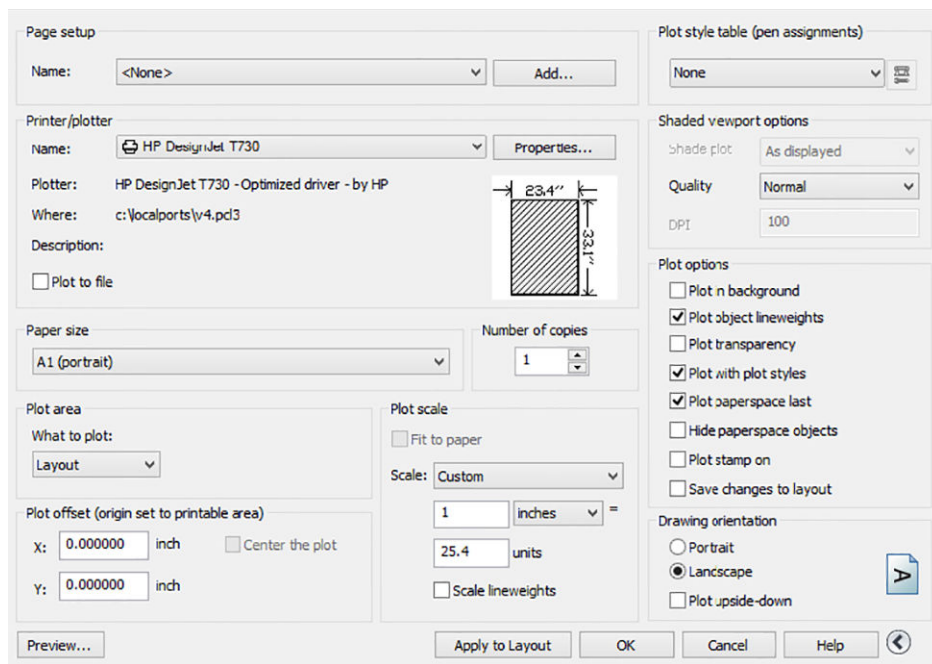 Page setup
Name:
<None>
Add...
Plot style table (pen assignments)
None
Printer/plotter
Name:
HP DesignJet T730
Properties...
Plotter:
HP DesignJet T730 - Optimized driver - by HP
Where:
c:\localports\v4.pcl3
Description:
Plot to file
23.4''
33.1''
Shaded viewport options
Shade plot
As displayed
Quality
Normal
DPI
100
Paper size
A1 (portrait)
Number of copies
1
Plot options
Plot in background
Plot object lineweights
Plot transparency
Plot with plot styles
Plot paperspace last
Hide paperspace objects
Plot stamp on
Save changes to layout
Plot area
What to plot:
Layout
Plot scale
Fit to paper
Scale:
Custom
1
inches
=
25.4
units
Scale lineweights
Plot offset (origin set to printable area)
X:
0.000000
inch
Center the plot
Y:
0.000000
inch
Drawing orientation
Portrait
Landscape
Plot upside-down
A
Preview...
Apply to Layout
OK
Cancel
Help